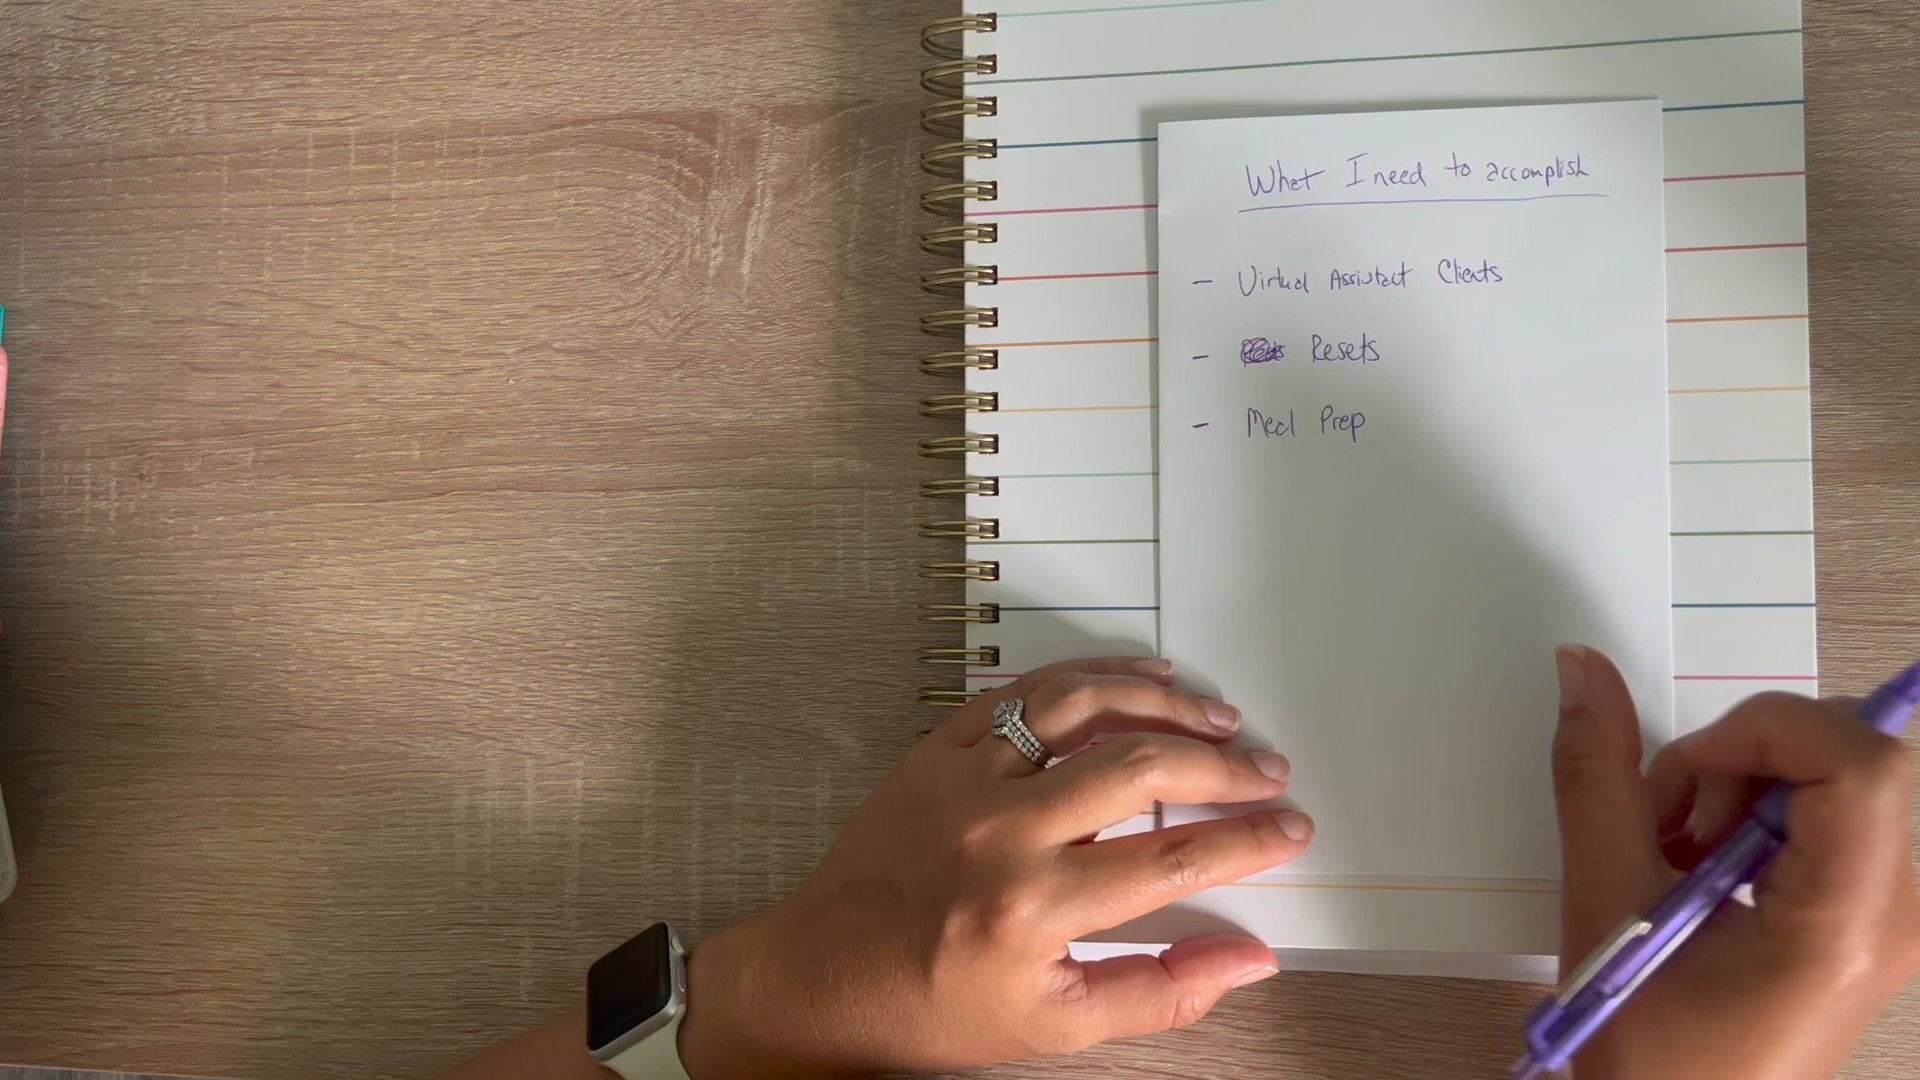 What I need to accomplish
- Virtual Assistant Clients
- Resets
- Meal Prep